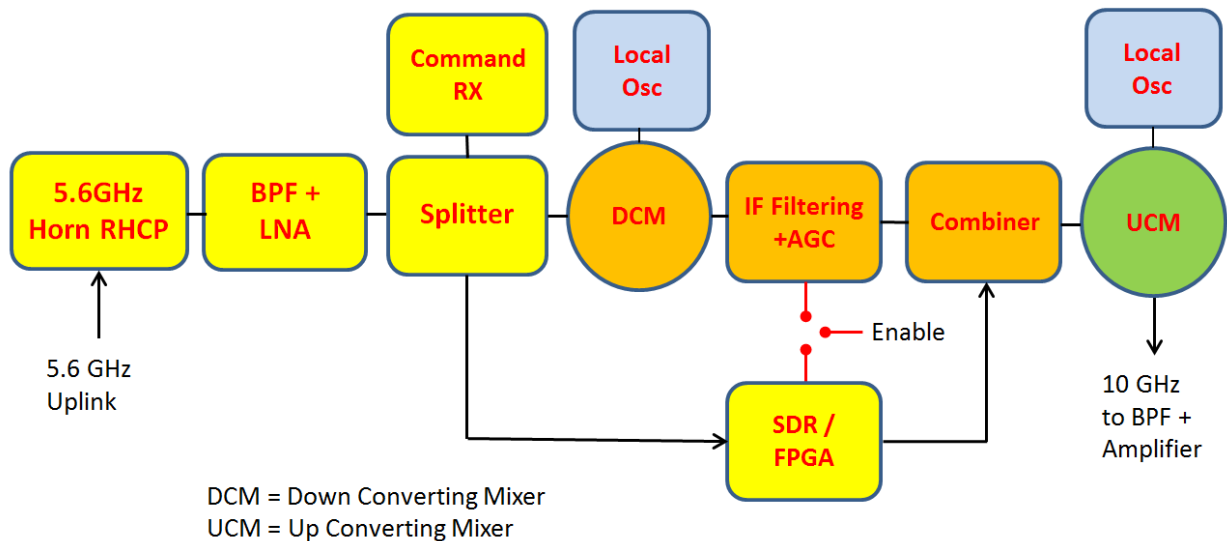 Command
RX
Local
Osc
Local
Osc
5.6GHz
Horn RHCP
BPF +
LNA
Splitter
DCM
IF Filtering
+AGC
Combiner
UCM
Enable
5.6 GHz
Uplink
SDR /
FPGA
10 GHz
to BPF +
Amplifier
DCM = Down Converting Mixer
UCM = Up Converting Mixer